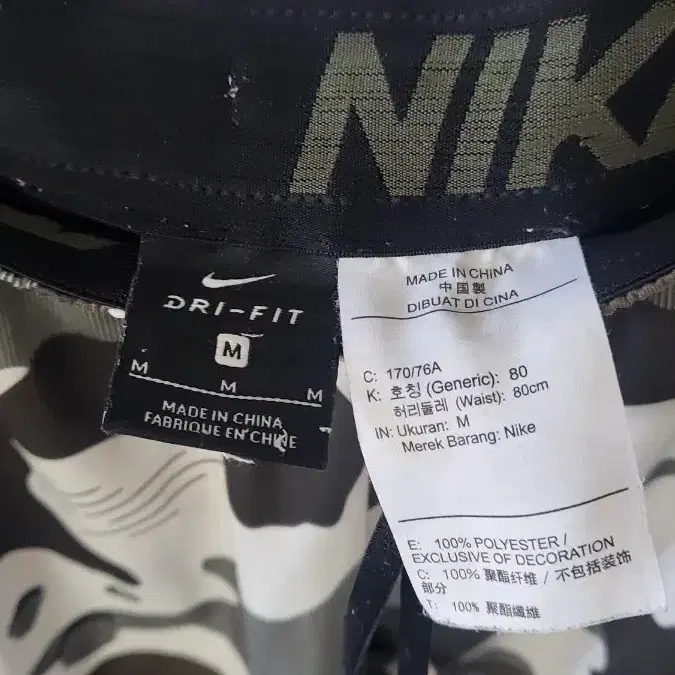 NIK
DRI-FIT
M
M
M
M
MADE IN CHINA
FABRIQUE EN CHINE
MADE IN CHINA
中国製
DIBUAT DI CINA
C: 170/76A
K: 호칭 (Generic): 80
허리둘레 (Waist): 80cm
IN: Ukuran: M
Merek Barang: Nike
E: 100% POLYESTER /
EXCLUSIVE OF DECORATION
C: 100% 聚酯纤维 / 不包括装饰
部分
T: 100% 聚酯纖維